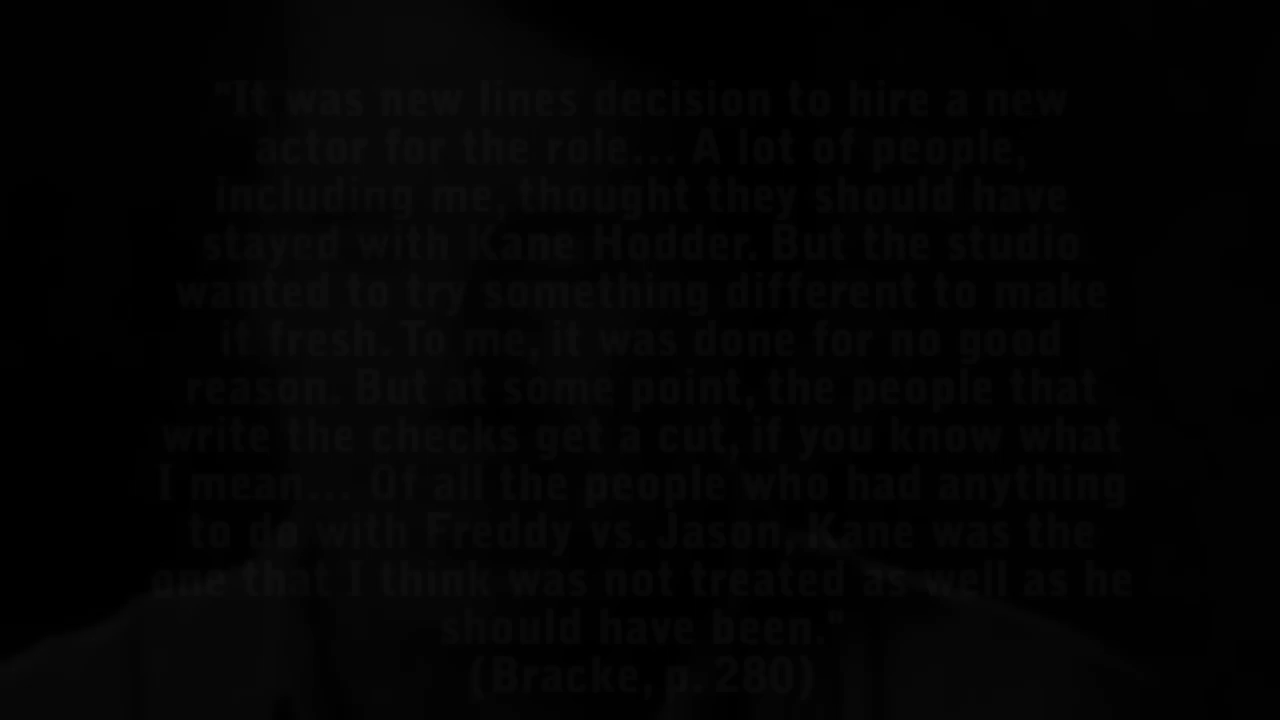 "It was new lines decision to hire a new
actor for the role... A lot of people,
including me, thought they should have
stayed with Kane Hodder. But the studio
wanted to try something different to make
it fresh. To me, it was done for no good
reason. But at some point, the people that
write the checks get a cut, if you know what
I mean... Of all the people who had anything
to do with Freddy vs. Jason, Kane was the
one that I think was not treated as well as he
should have been."
(Bracke, p. 280)